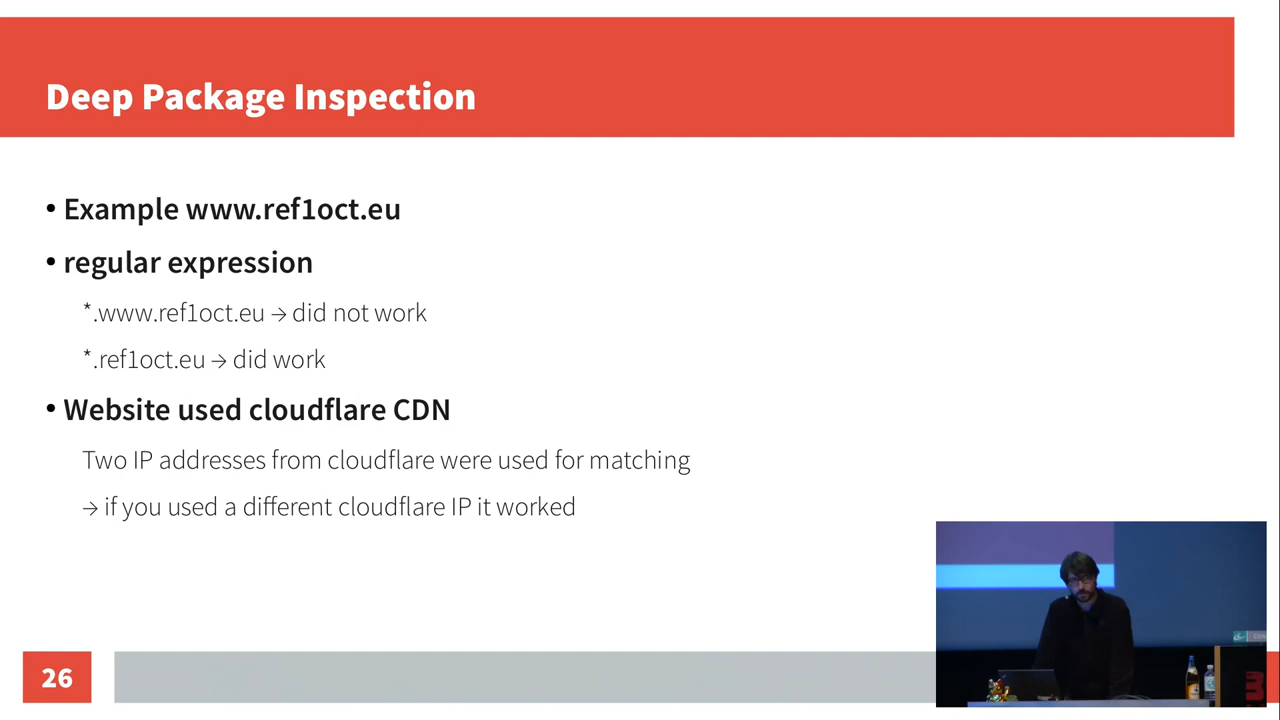 Deep Package Inspection
• Example www.ref1oct.eu
• regular expression
*.www.ref1oct.eu → did not work
*.ref1oct.eu → did work
• Website used cloudflare CDN
Two IP addresses from cloudflare were used for matching
→ if you used a different cloudflare IP it worked
26